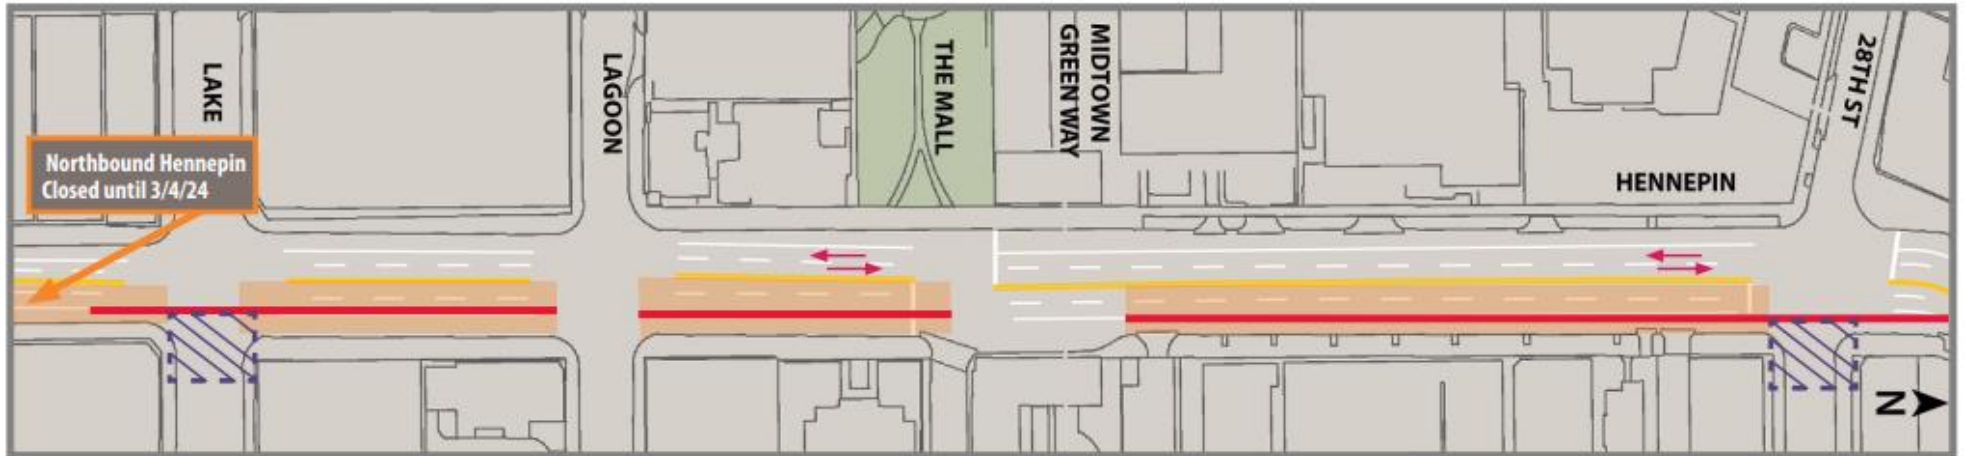 LAKE
LAGOON
THE MALL
MIDTOWN
GREENWAY
28TH ST
HENNEPIN
Northbound Hennepin
Closed until 3/4/24
N